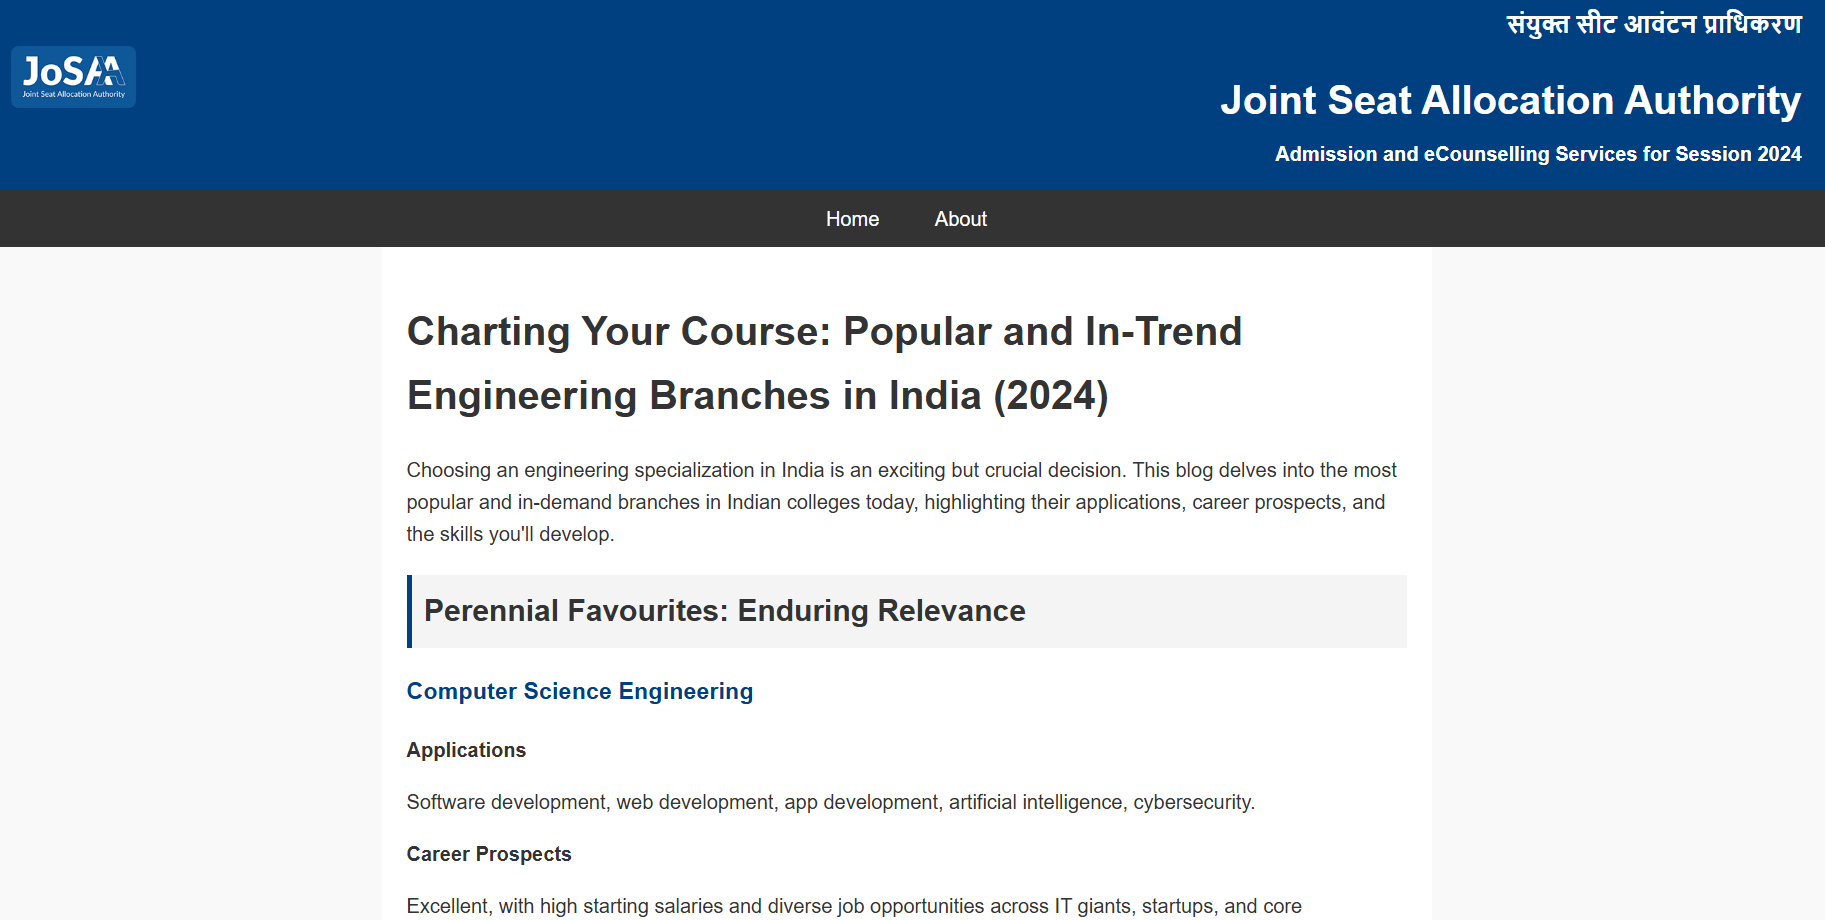 JoSAA
Joint Seat Allocation Authority
संयुक्त सीट आवंटन प्राधिकरण
Joint Seat Allocation Authority
Admission and eCounselling Services for Session 2024
Home About
Charting Your Course: Popular and In-Trend
Engineering Branches in India (2024)
Choosing an engineering specialization in India is an exciting but crucial decision. This blog delves into the most
popular and in-demand branches in Indian colleges today, highlighting their applications, career prospects, and
the skills you'll develop.
Perennial Favourites: Enduring Relevance
Computer Science Engineering
Applications
Software development, web development, app development, artificial intelligence, cybersecurity.
Career Prospects
Excellent, with high starting salaries and diverse job opportunities across IT giants, startups, and core